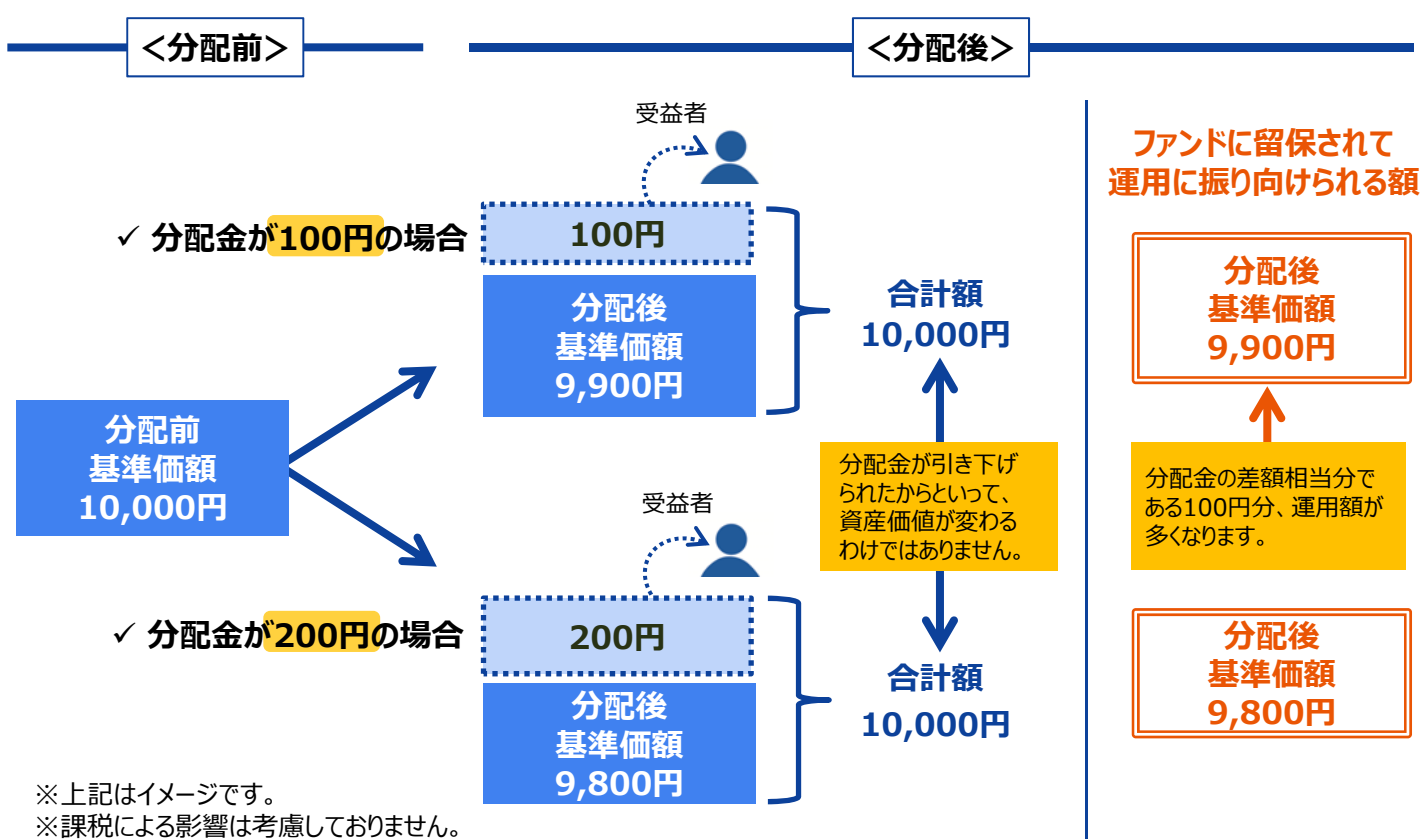 ＜分配前＞
＜分配後＞
受益者
✓ 分配金が100円の場合
100円
分配後
基準価額
9,900円
合計額
10,000円
ファンドに留保されて
運用に振り向けられる額
分配後
基準価額
9,900円
分配前
基準価額
10,000円
分配金が引き下げ
られたからといって、
資産価値が変わる
わけではありません。
分配金の差額相当分で
ある100円分、運用額が
多くなります。
受益者
✓ 分配金が200円の場合
200円
分配後
基準価額
9,800円
合計額
10,000円
分配後
基準価額
9,800円
※上記はイメージです。
※課税による影響は考慮しておりません。